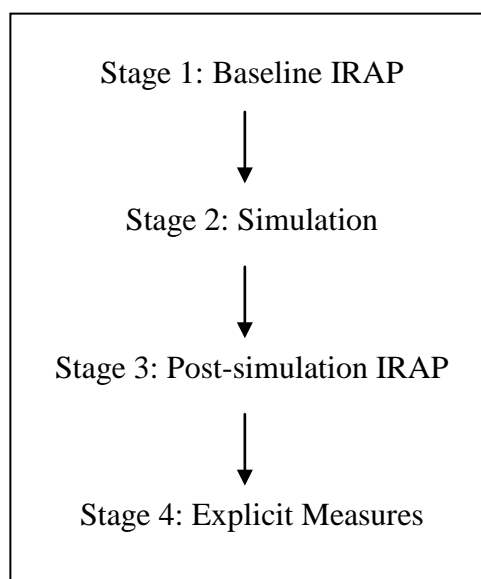 Stage 1: Baseline IRAP
Stage 2: Simulation
Stage 3: Post-simulation IRAP
Stage 4: Explicit Measures